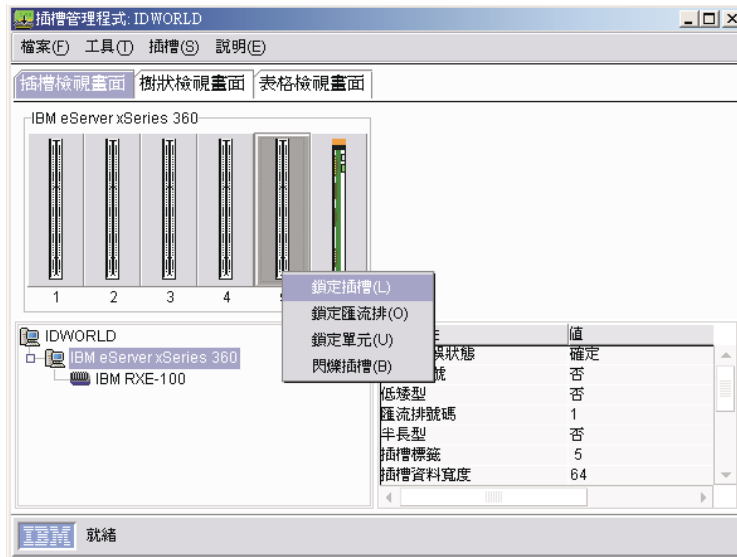 插槽管理程式: IDWORLD
檔案(F) 工具(T) 插槽(S) 說明(E)
插槽檢視畫面 樹狀檢視畫面 表格檢視畫面
IBM eServer xSeries 360
1 2 3 4
鎖定插槽(L)
鎖定匯流排(O)
鎖定單元(U)
閃爍插槽(B)
IDWORLD
IBM eServer xSeries 360
IBM RXE-100
值
誤狀態 確定
號 否
低矮型 否
匯流排號碼 1
半長型 否
插槽標籤 5
插槽資料寬度 64
IBM 就緒